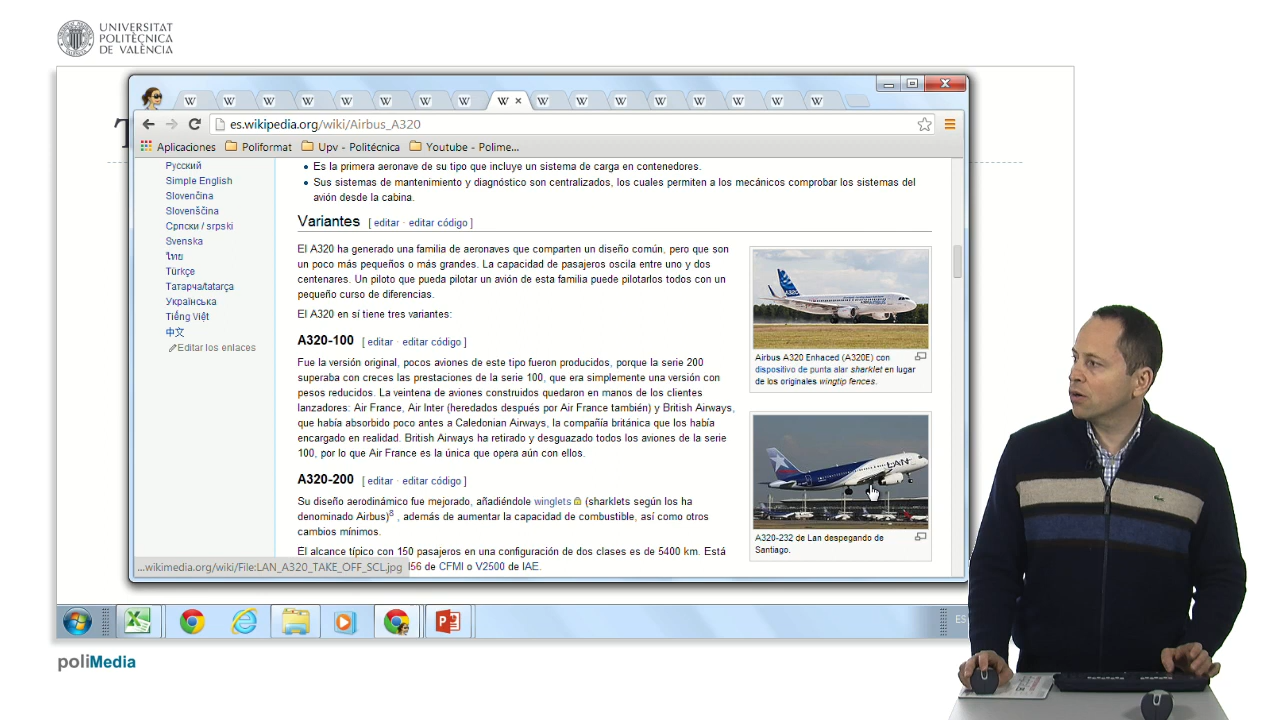 UNIVERSITAT
POLITÈCNICA
DE VALÈNCIA
T
es.wikipedia.org/wiki/Airbus_A320
Aplicaciones Poliformat Upv - Politécnica Youtube - Polime...
Русский
Simple English
Slovenčina
Slovenščina
Српски / srpski
Svenska
ไทย
Türkçe
Татарча/tatarça
Українська
Tiếng Việt
中文
Editar los enlaces
• Es la primera aeronave de su tipo que incluye un sistema de carga en contenedores.
• Sus sistemas de mantenimiento y diagnóstico son centralizados, los cuales permiten a los mecánicos comprobar los sistemas del
avión desde la cabina.
Variantes [ editar · editar código ]
El A320 ha generado una familia de aeronaves que comparten un diseño común, pero que son
un poco más pequeños o más grandes. La capacidad de pasajeros oscila entre uno y dos
centenares. Un piloto que pueda pilotar un avión de esta familia puede pilotarlos todos con un
pequeño curso de diferencias.
El A320 en sí tiene tres variantes:
A320-100 [ editar · editar código ]
Fue la versión original, pocos aviones de este tipo fueron producidos, porque la serie 200
superaba con creces las prestaciones de la serie 100, que era simplemente una versión con
pesos reducidos. La veintena de aviones construidos quedaron en manos de los clientes
lanzadores: Air France, Air Inter (heredados después por Air France también) y British Airways,
que había absorbido poco antes a Caledonian Airways, la compañía británica que los había
encargado en realidad. British Airways ha retirado y desguazado todos los aviones de la serie
100, por lo que Air France es la única que opera aún con ellos.
A320-200 [ editar · editar código ]
Su diseño aerodinámico fue mejorado, añadiéndole winglets (sharklets según los ha
denominado Airbus)8 , además de aumentar la capacidad de combustible, así como otros
cambios mínimos.
El alcance típico con 150 pasajeros en una configuración de dos clases es de 5400 km. Está
56 de CFMI o V2500 de IAE.
Airbus A320 Enhaced (A320E) con
dispositivo de punta alar sharklet en lugar
de los originales wingtip fences.
LAN
A320-232 de Lan despegando de
Santiago.
...wikimedia.org/wiki/File:LAN_A320_TAKE_OFF_SCL.jpg
ES
poliMedia